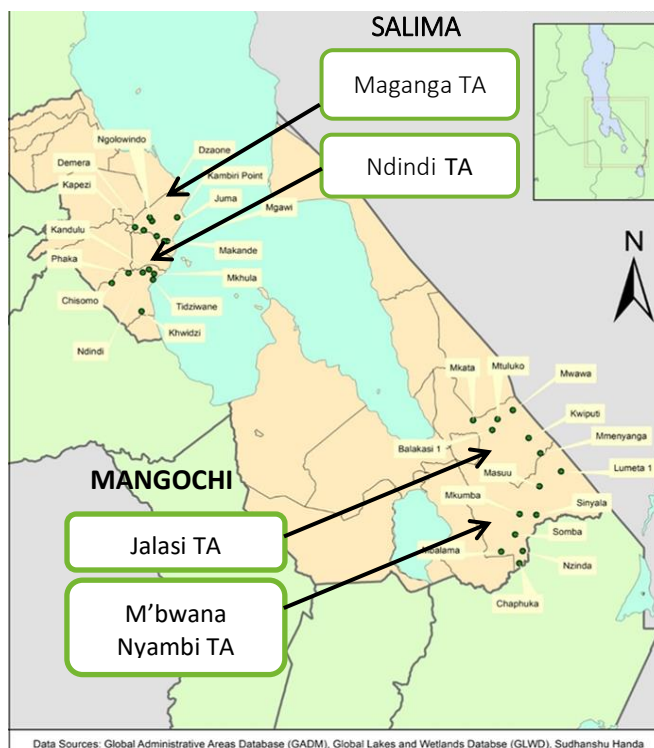 SALIMA
Maganga TA
Ngolowindo
Dzaone
Demera
Kambiri Point
Ndindi TA
Kapezi
Juma
Mgawi
Kandulu
Makande
Phaka
Mkhula
Chisomo
Tidziwane
Khwidzi
Ndindi
N
Mkata
Mtuluko
Mwawa
Kwiputi
Balakasi 1
Mmenyanga
MANGOCHI
Masuu
Lumeta 1
Mkumba
Sinyala
Jalasi TA
Somba
Nzinda
M'bwana
Nyambi TA
Chaphuka
Data Sources: Global Administrative Areas Database (GADM), Global Lakes and Wetlands Databse (GLWD), Sudhanshu Handa